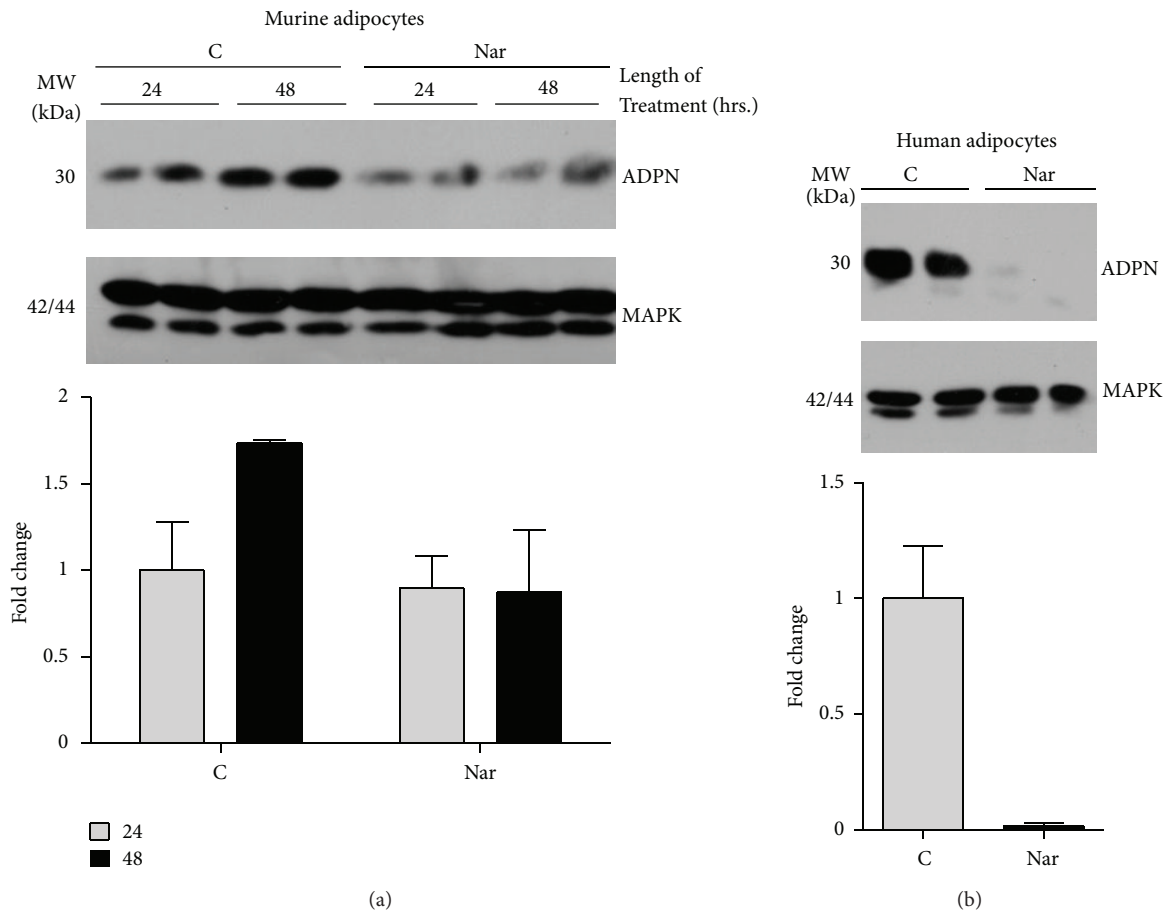 Murine adipocytes
C Nar
MW
(kDa)
24 48 24 48
Length of
Treatment (hrs.)
30 ADPN
42/44 MAPK
2
1.5
1
0.5
0
Fold change
C Nar
24
48
(a)
Human adipocytes
MW
(kDa)
C Nar
30 ADPN
42/44 MAPK
1.5
1
0.5
0
Fold change
C Nar
(b)